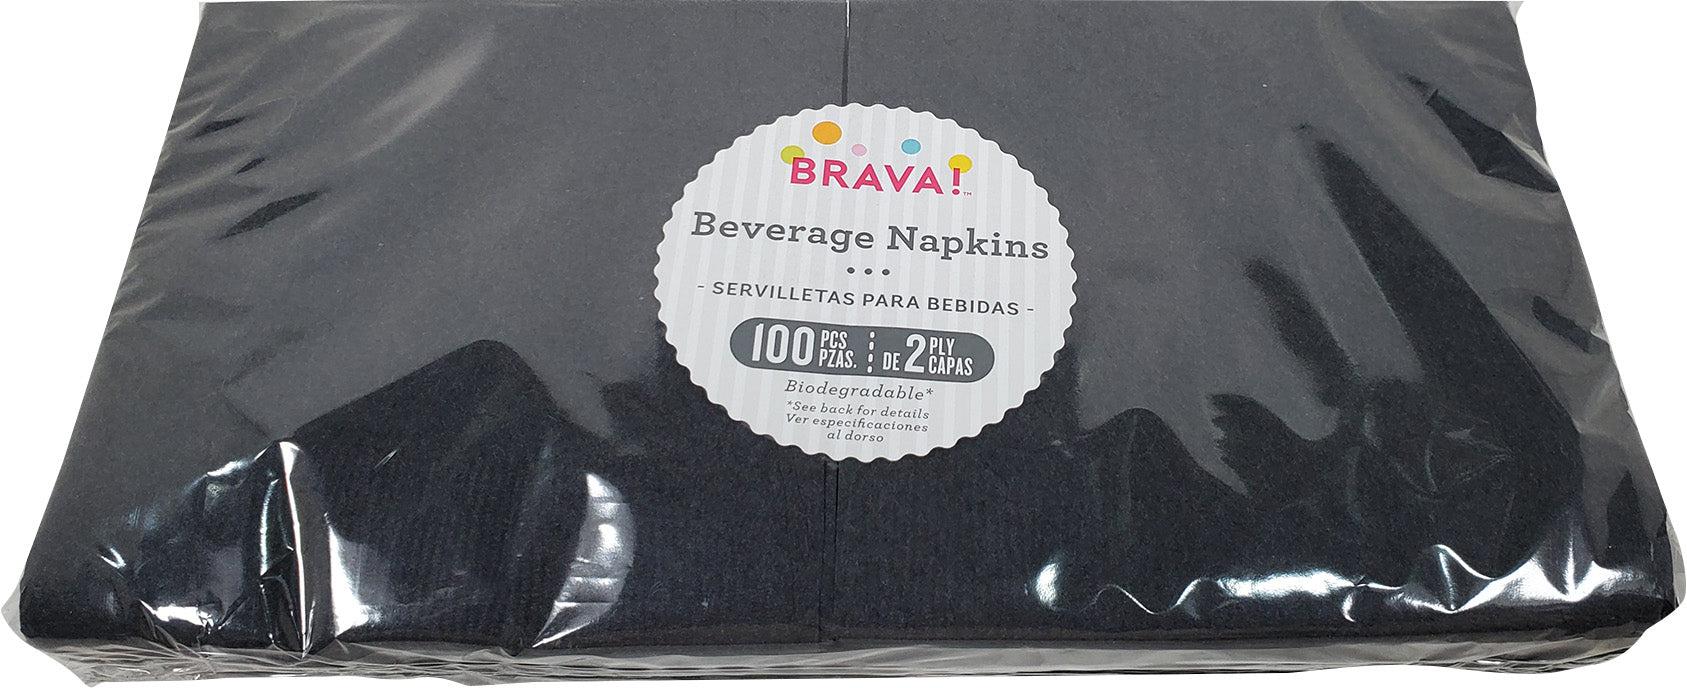 BRAVA!™
Beverage Napkins
- SERVILLETAS PARA BEBIDAS -
100 PCS PZAS. DE 2 PLY CAPAS
Biodegradable*
*See back for details
Ver especificaciones
al dorso